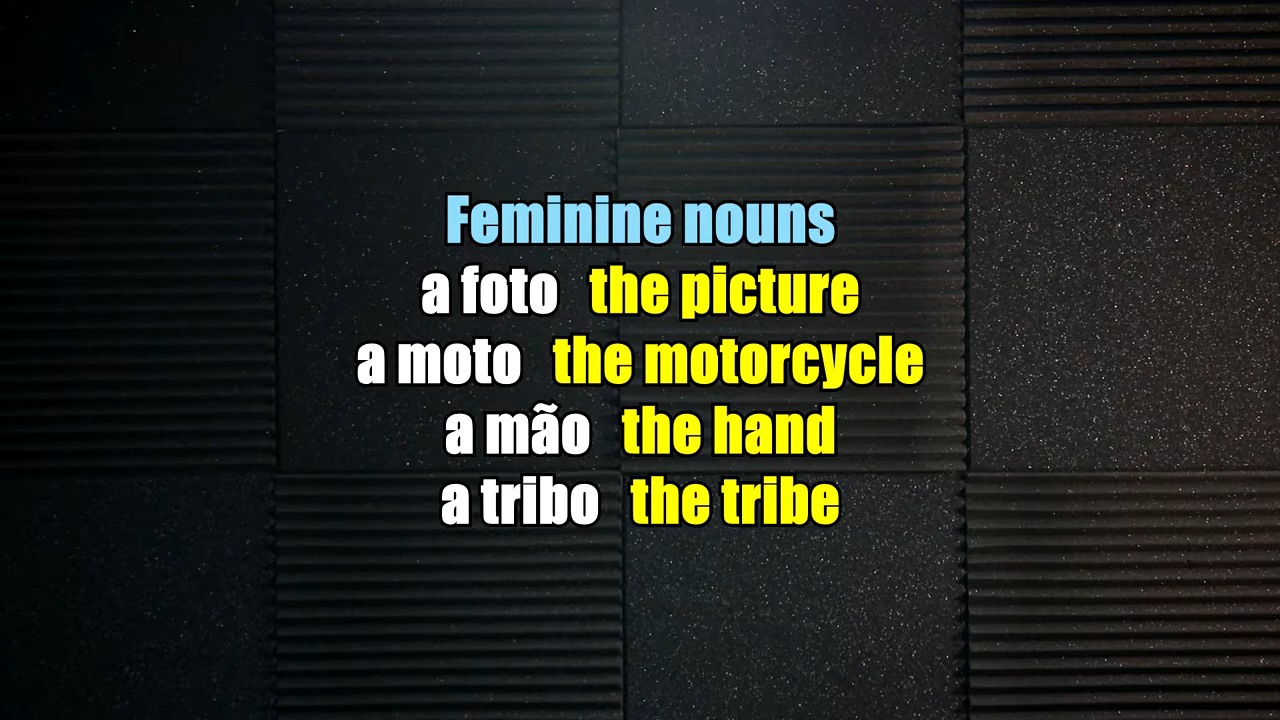 Feminine nouns
a foto the picture
a moto the motorcycle
a mão the hand
a tribo the tribe